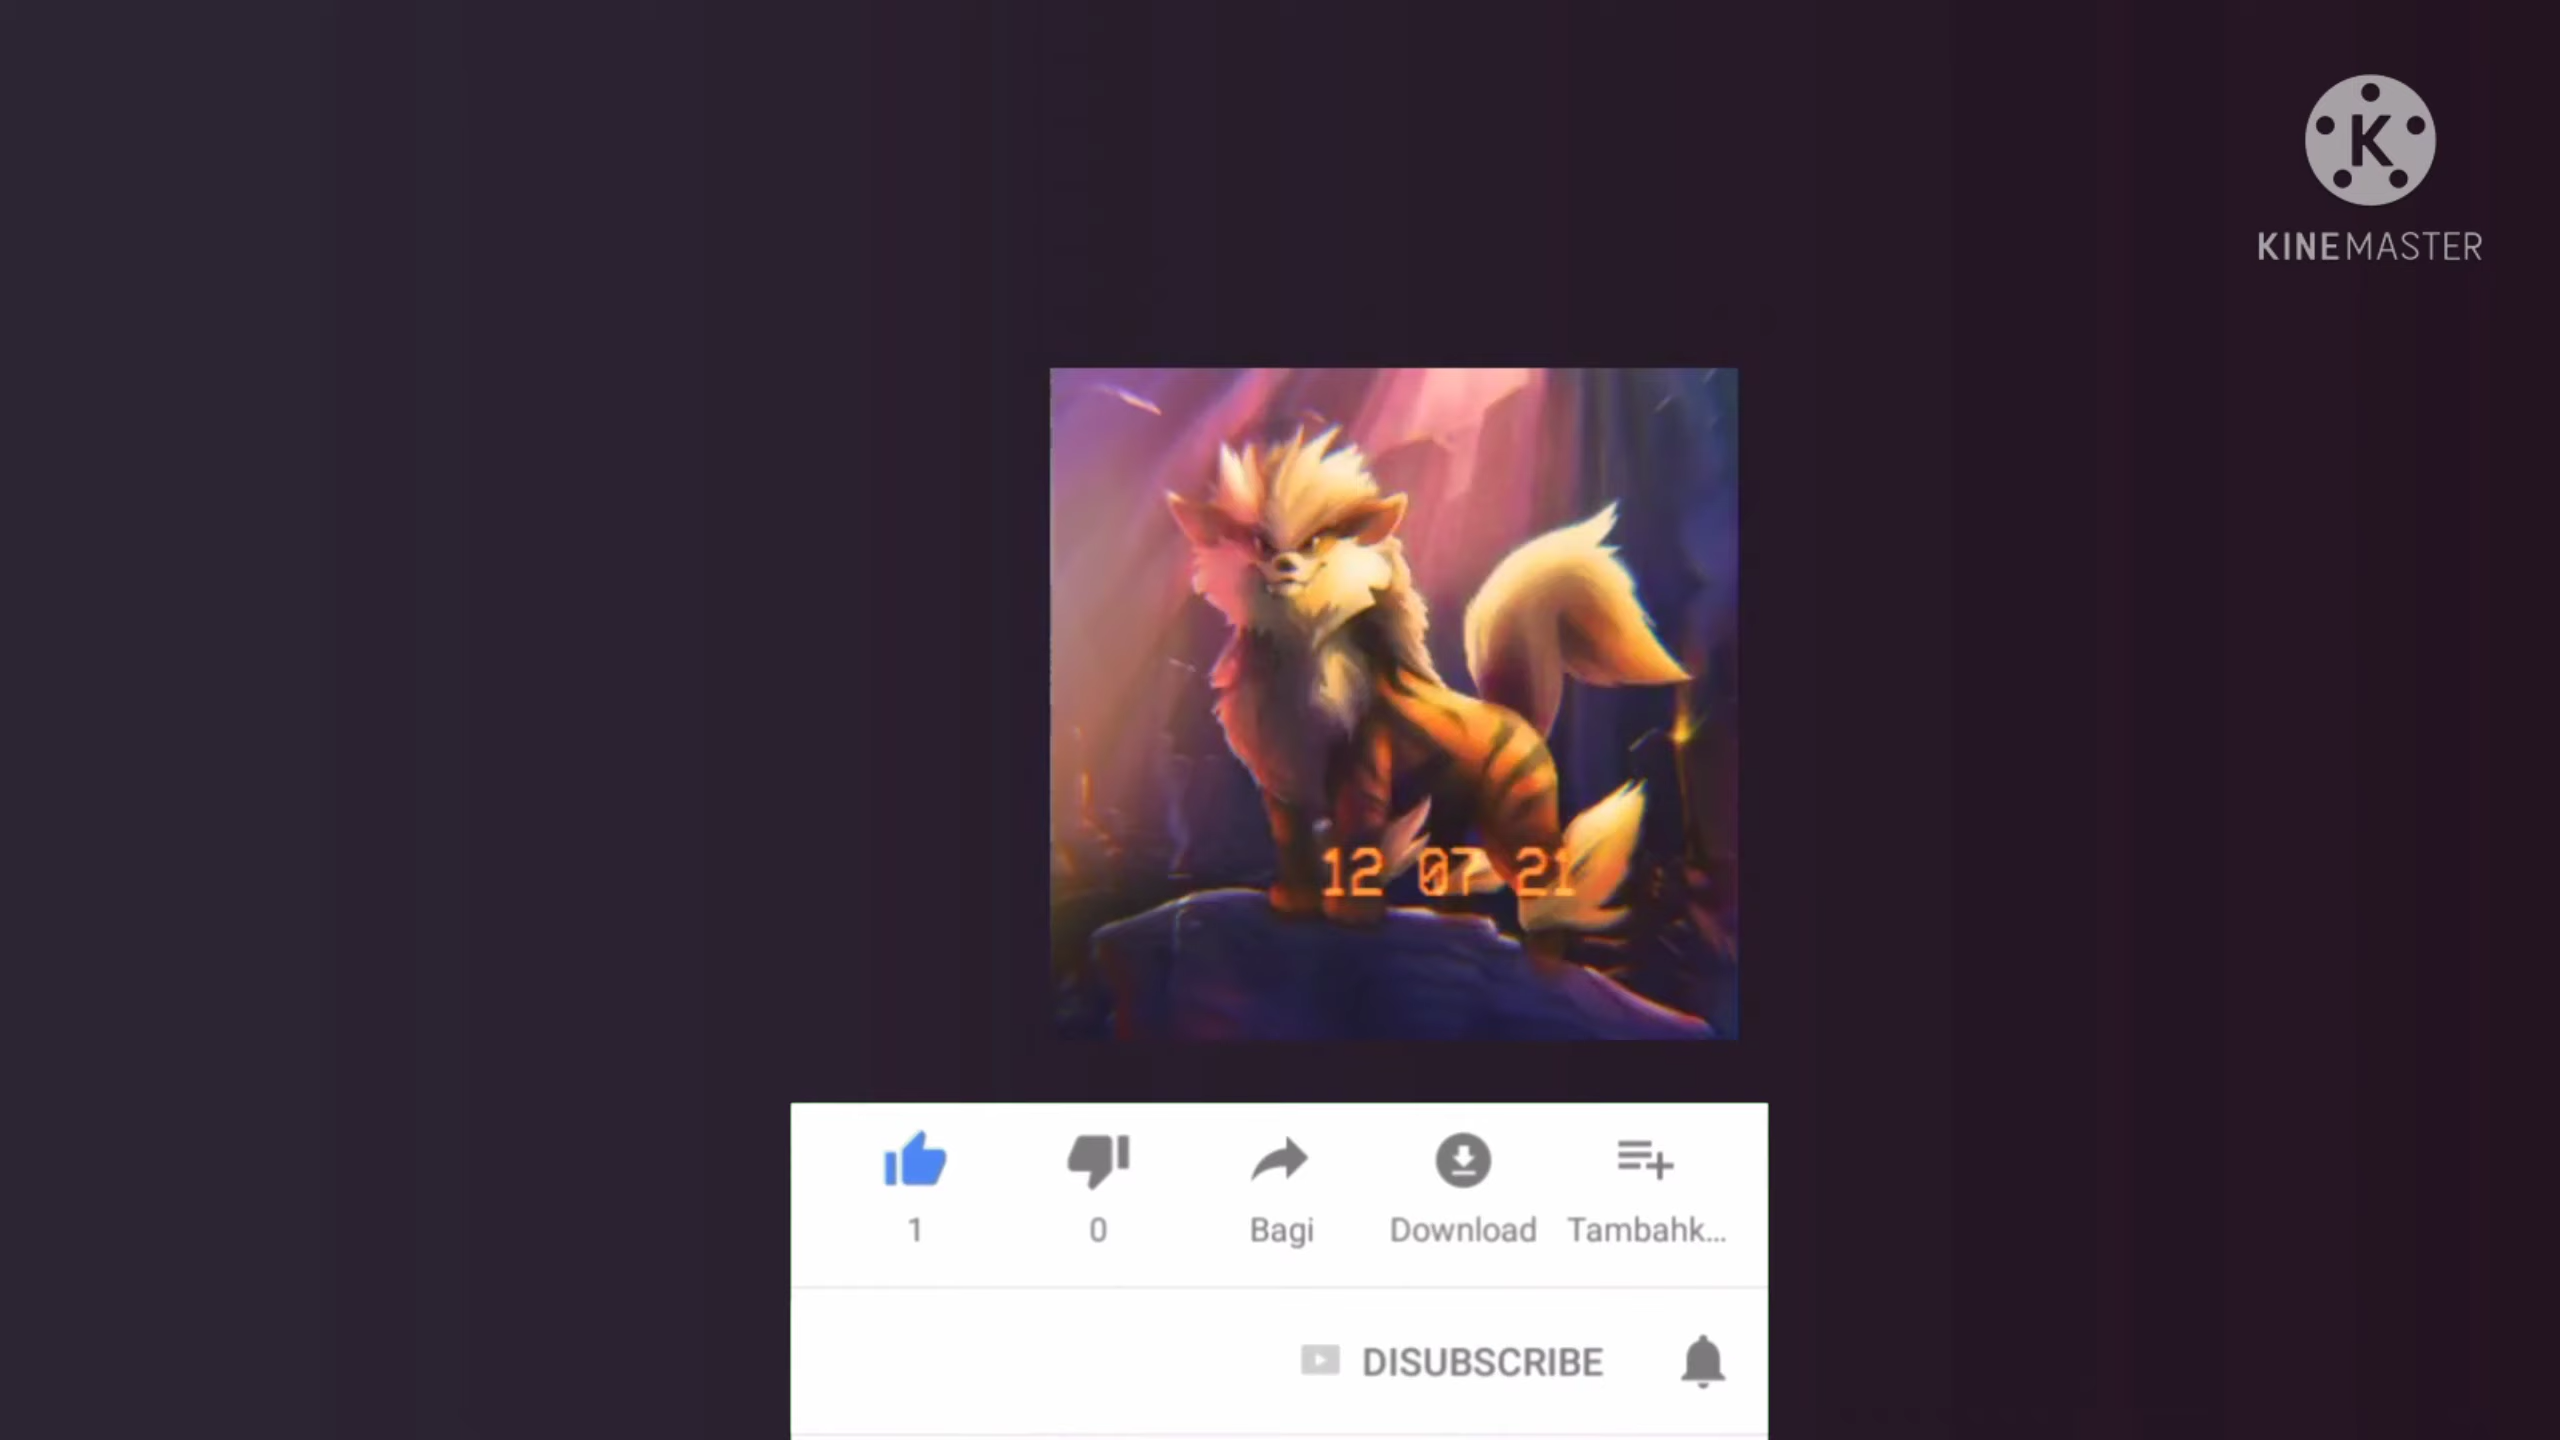 K
KINEMASTER
12 07 21
1 0 Bagi Download Tambahk...
DISUBSCRIBE